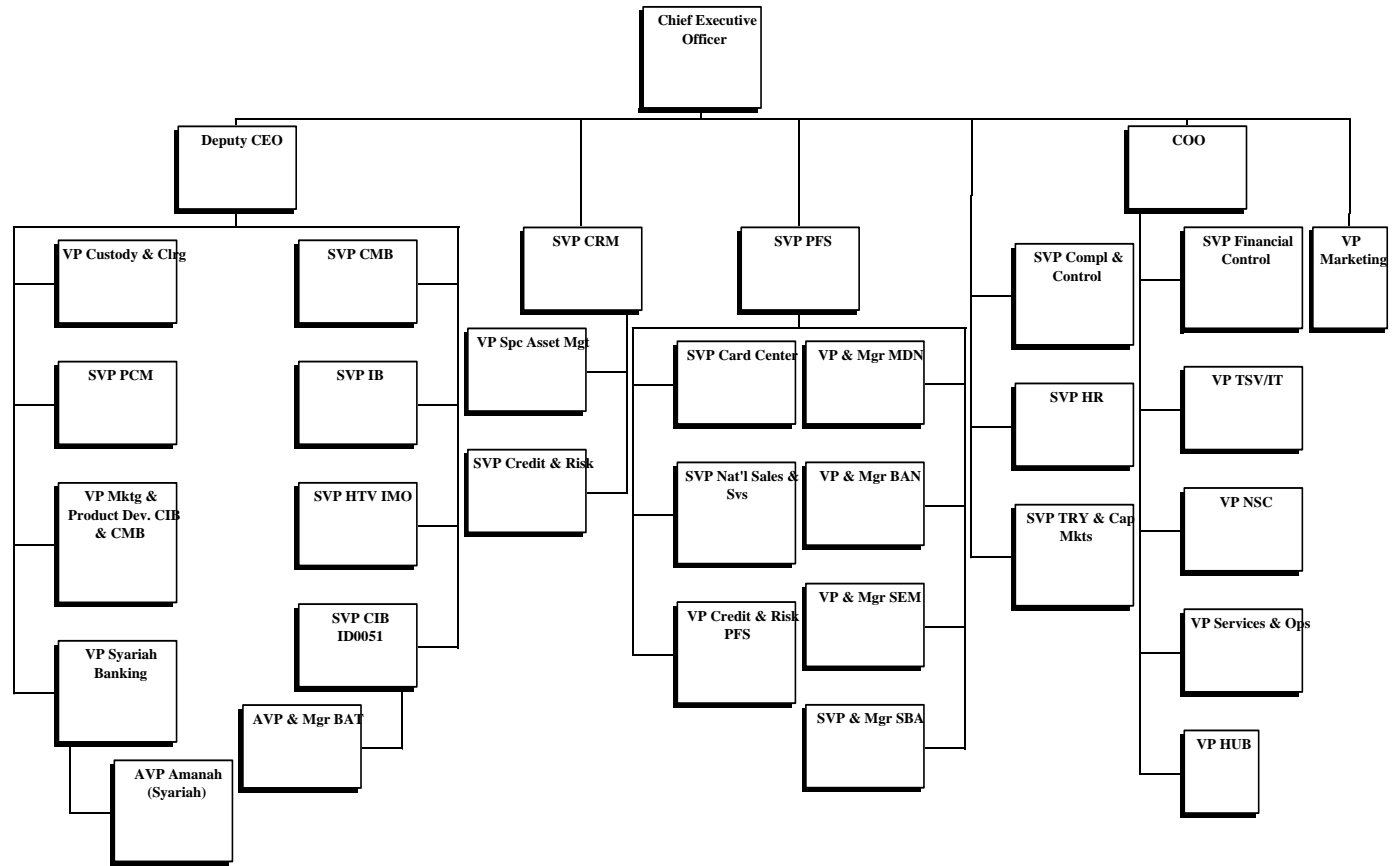 Chief Executive
Officer
Deputy CEO
COO
VP Custody & Clrg
SVP CMB
SVP CRM
SVP PFS
SVP Compl &
Control
SVP Financial
Control
VP
Marketing
VP Spc Asset Mgt
SVP Card Center
VP & Mgr MDN
SVP PCM
SVP IB
SVP HR
VP TSV/IT
SVP Credit & Risk
SVP Nat'l Sales &
Svs
VP & Mgr BAN
VP Mktg &
Product Dev. CIB
& CMB
SVP HTV IMO
SVP TRY & Cap
Mkts
VP NSC
VP Credit & Risk
PFS
VP & Mgr SEM
SVP CIB
ID0051
VP Services & Ops
VP Syariah
Banking
AVP & Mgr BAT
SVP & Mgr SBA
VP HUB
AVP Amanah
(Syariah)